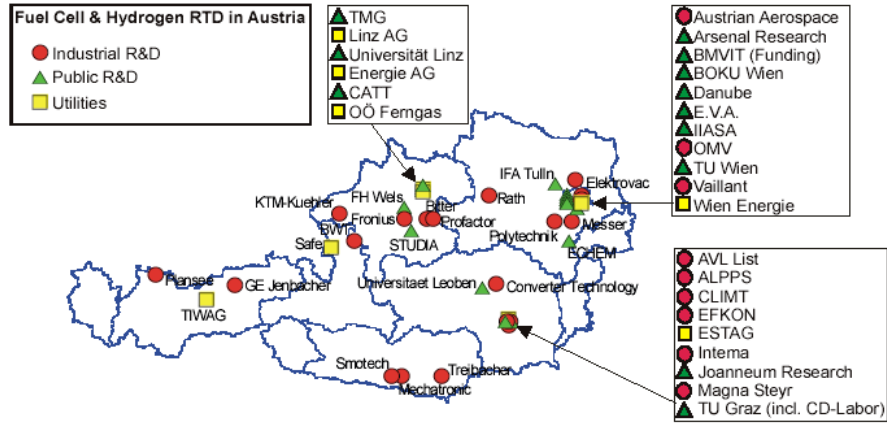 Fuel Cell & Hydrogen RTD in Austria
Industrial R&D
Public R&D
Utilities
TMG
Linz AG
Universität Linz
Energie AG
CATT
OÖ Ferngas
Austrian Aerospace
Arsenal Research
BMVIT (Funding)
BOKU Wien
Danube
E.V.A.
IIASA
OMV
TU Wien
Vaillant
Wien Energie
IFA Tulln
Elektrovac
KTM-Kuehler
FH Wels
Bitter
Rath
Fronius
Profactor
BWT
Polytechnik
Messer
Safe
STUDIA
ECHEM
Plansee
GE Jenbacher
Universitaet Leoben
Converter Technology
TIWAG
Smotech
Treibacher
Mechatronic
AVL List
ALPPS
CLIMT
EFKON
ESTAG
Intema
Joanneum Research
Magna Steyr
TU Graz (incl. CD-Labor)